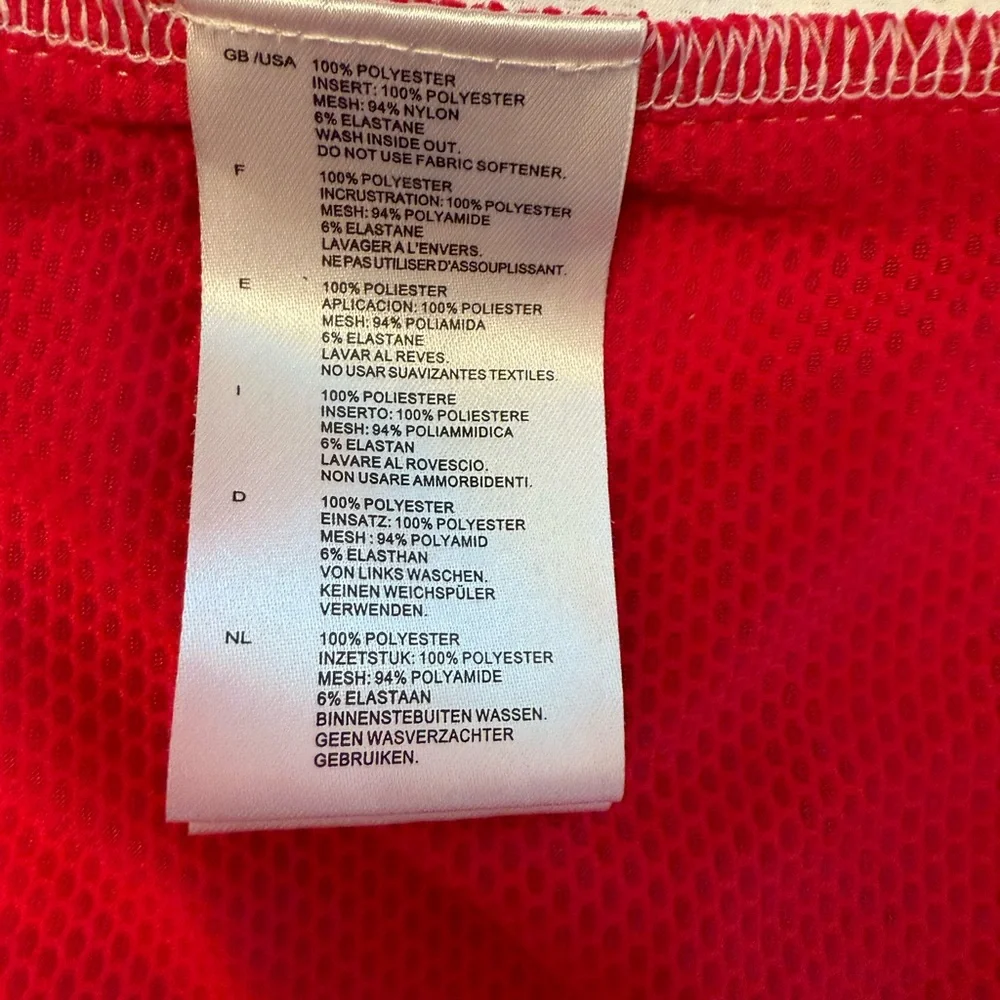 GB /USA 100% POLYESTER
INSERT: 100% POLYESTER
MESH: 94% NYLON
6% ELASTANE
WASH INSIDE OUT.
DO NOT USE FABRIC SOFTENER.
F 100% POLYESTER
INCRUSTRATION: 100% POLYESTER
MESH: 94% POLYAMIDE
6% ELASTANE
LAVAGER A L'ENVERS.
NE PAS UTILISER D'ASSOUPLISSANT.
E 100% POLIESTER
APLICACION: 100% POLIESTER
MESH: 94% POLIAMIDA
6% ELASTANE
LAVAR AL REVES.
NO USAR SUAVIZANTES TEXTILES.
I 100% POLIESTERE
INSERTO: 100% POLIESTERE
MESH: 94% POLIAMMIDICA
6% ELASTAN
LAVARE AL ROVESCIO.
NON USARE AMMORBIDENTI.
D 100% POLYESTER
EINSATZ: 100% POLYESTER
MESH : 94% POLYAMID
6% ELASTHAN
VON LINKS WASCHEN.
KEINEN WEICHSPÜLER
VERWENDEN.
NL 100% POLYESTER
INZETSTUK: 100% POLYESTER
MESH: 94% POLYAMIDE
6% ELASTAAN
BINNENSTEBUITEN WASSEN.
GEEN WASVERZACHTER
GEBRUIKEN.